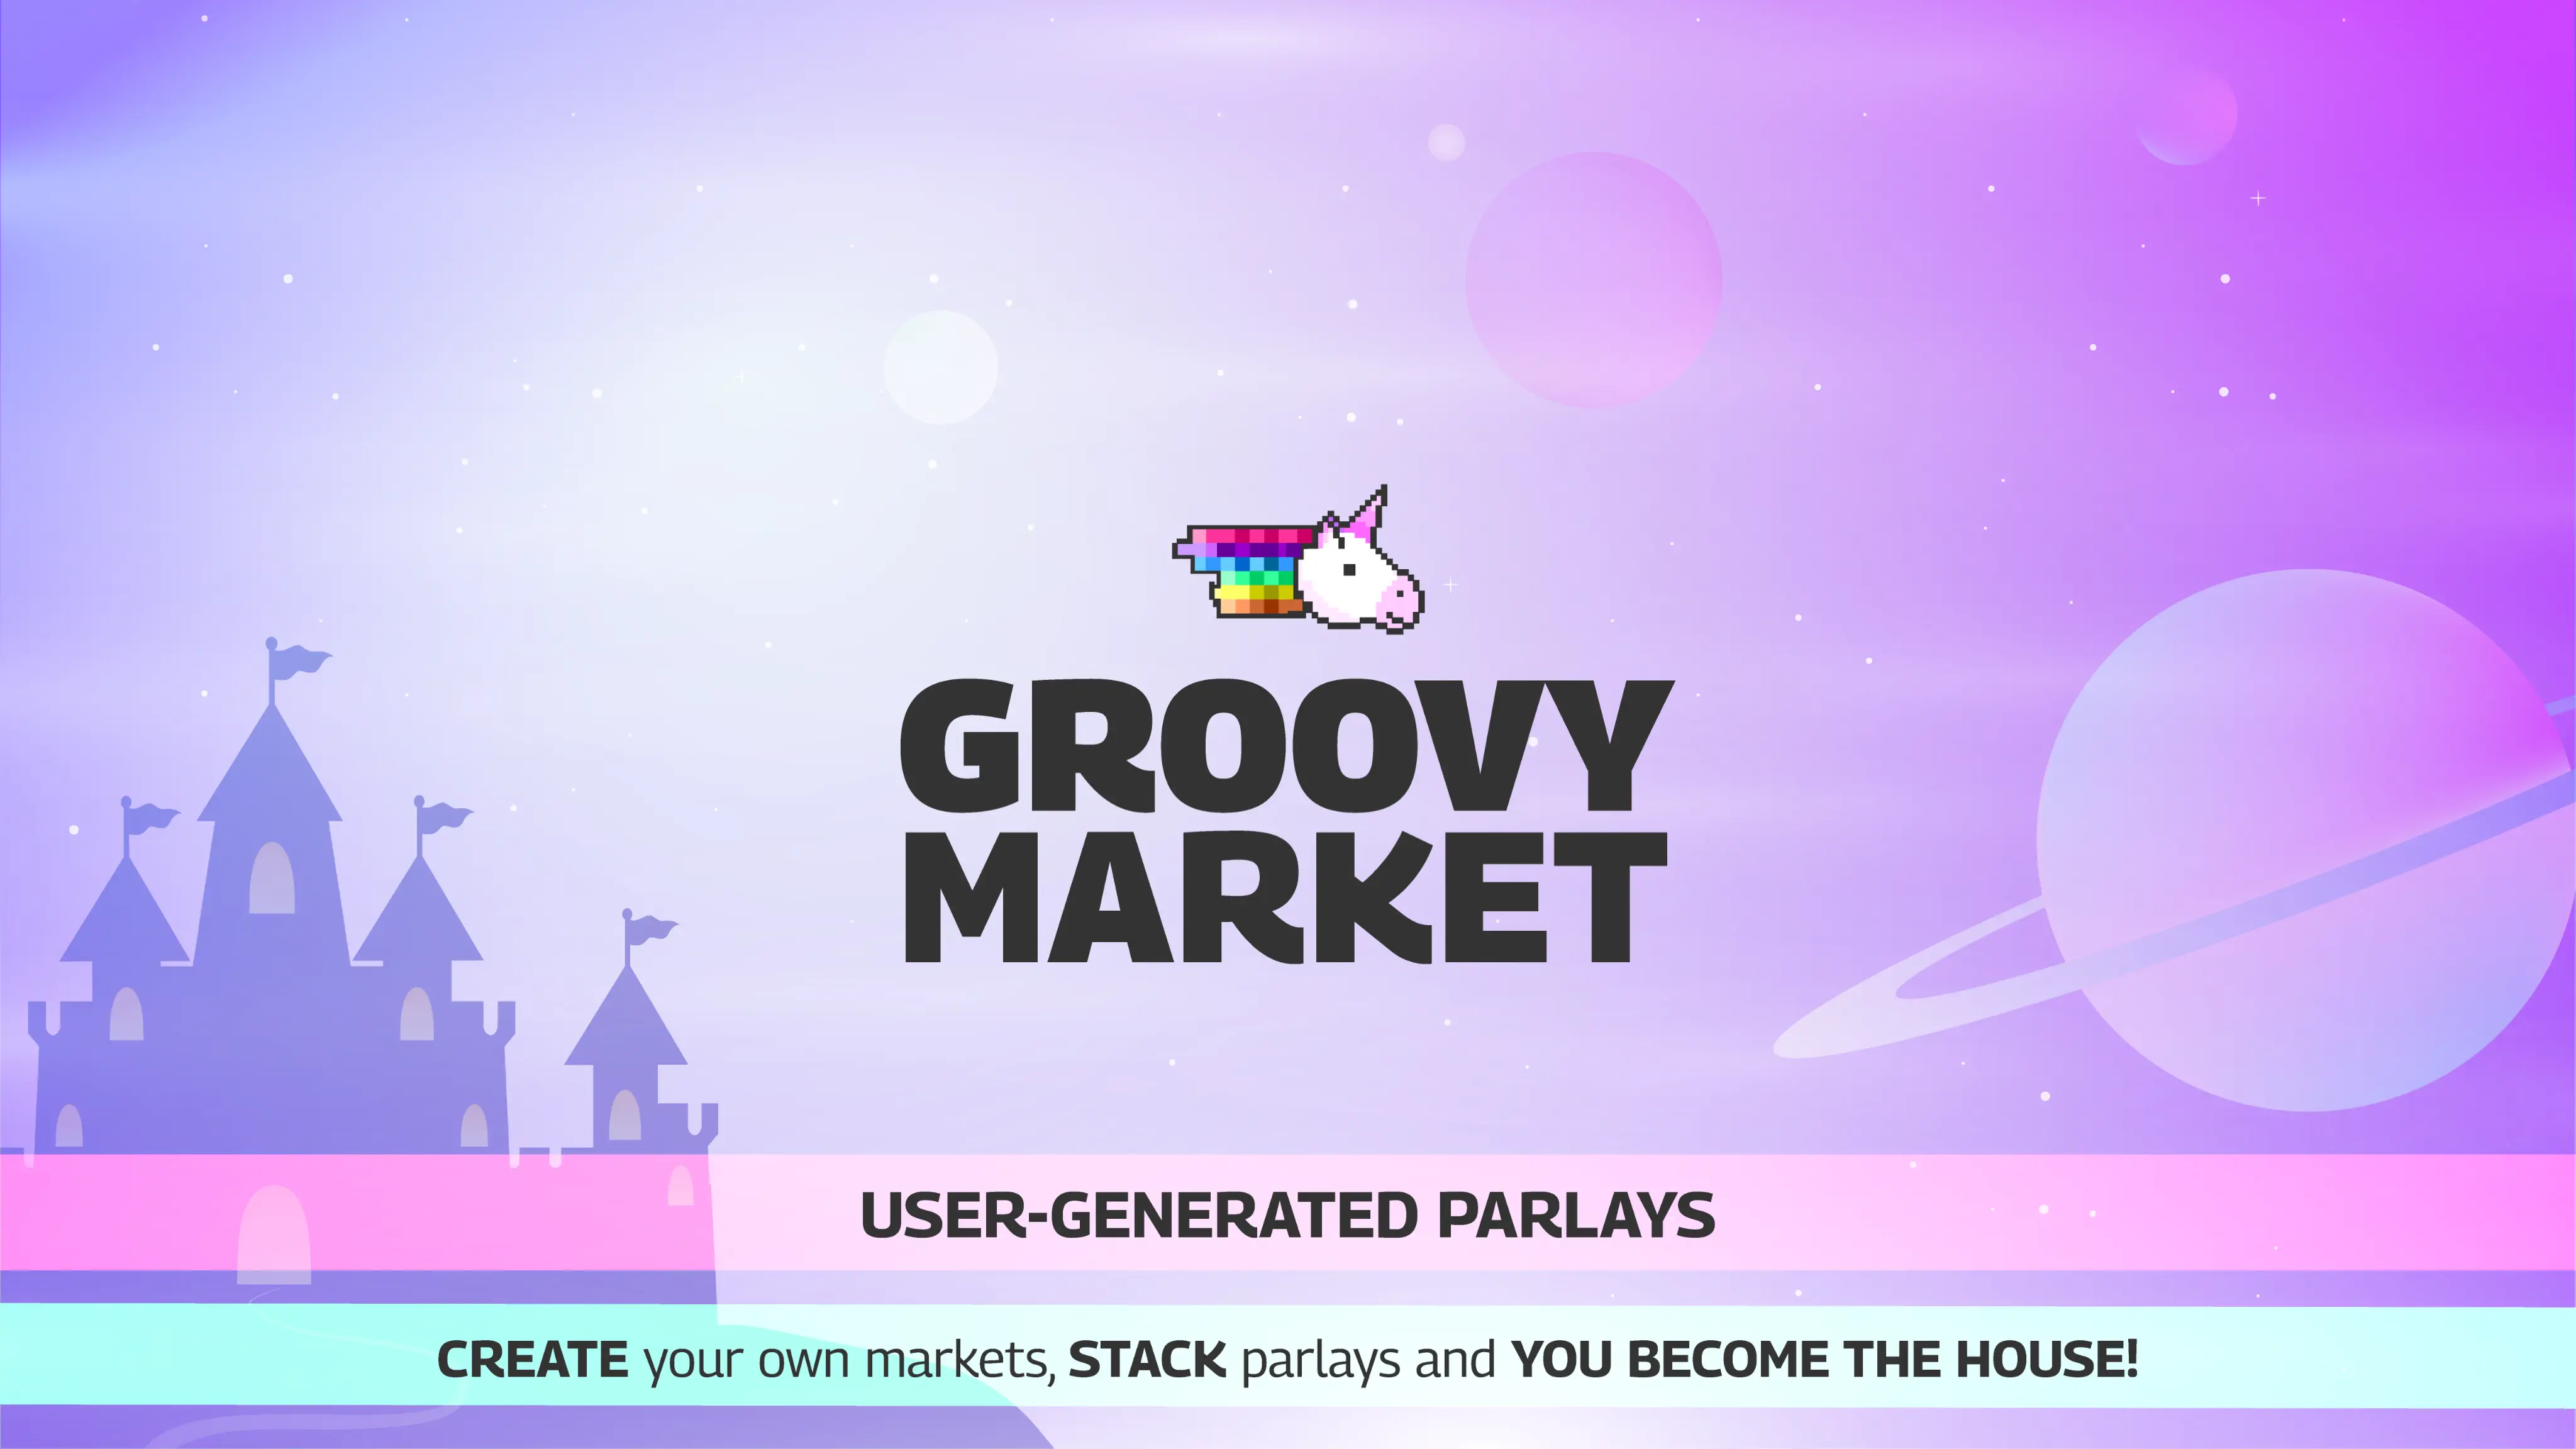 GROOVY
MARKET
USER-GENERATED PARLAYS
CREATE your own markets, STACK parlays and YOU BECOME THE HOUSE!